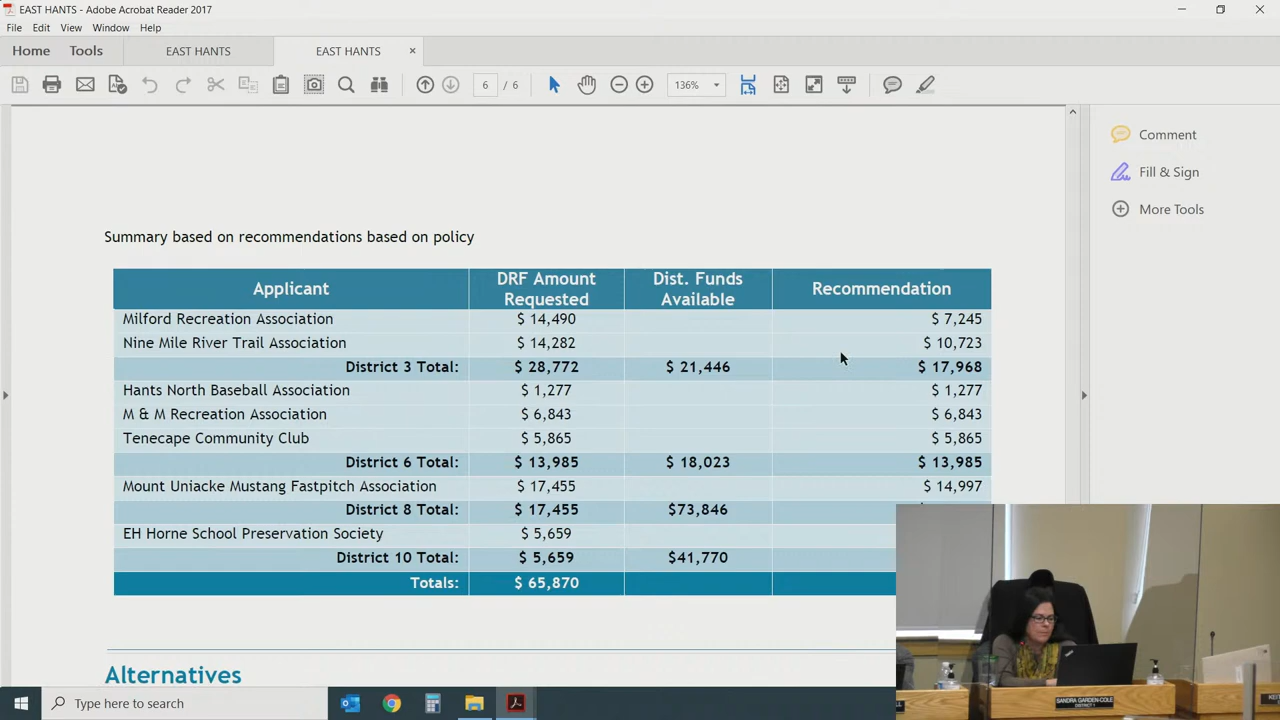 EAST HANTS - Adobe Acrobat Reader 2017
File Edit View Window Help
Home Tools EAST HANTS EAST HANTS ×
6 / 6 136%
Comment
Fill & Sign
More Tools
Summary based on recommendations based on policy
Applicant DRF Amount Requested Dist. Funds Available Recommendation
Milford Recreation Association $ 14,490 $ 7,245
Nine Mile River Trail Association $ 14,282 $ 10,723
District 3 Total: $ 28,772 $ 21,446 $ 17,968
Hants North Baseball Association $ 1,277 $ 1,277
M & M Recreation Association $ 6,843 $ 6,843
Tenecape Community Club $ 5,865 $ 5,865
District 6 Total: $ 13,985 $ 18,023 $ 13,985
Mount Uniacke Mustang Fastpitch Association $ 17,455 $ 14,997
District 8 Total: $ 17,455 $73,846
EH Horne School Preservation Society $ 5,659
District 10 Total: $ 5,659 $41,770
Totals: $ 65,870
Alternatives
SANDRA GARDEN-COLE
DISTRICT 1
Type here to search